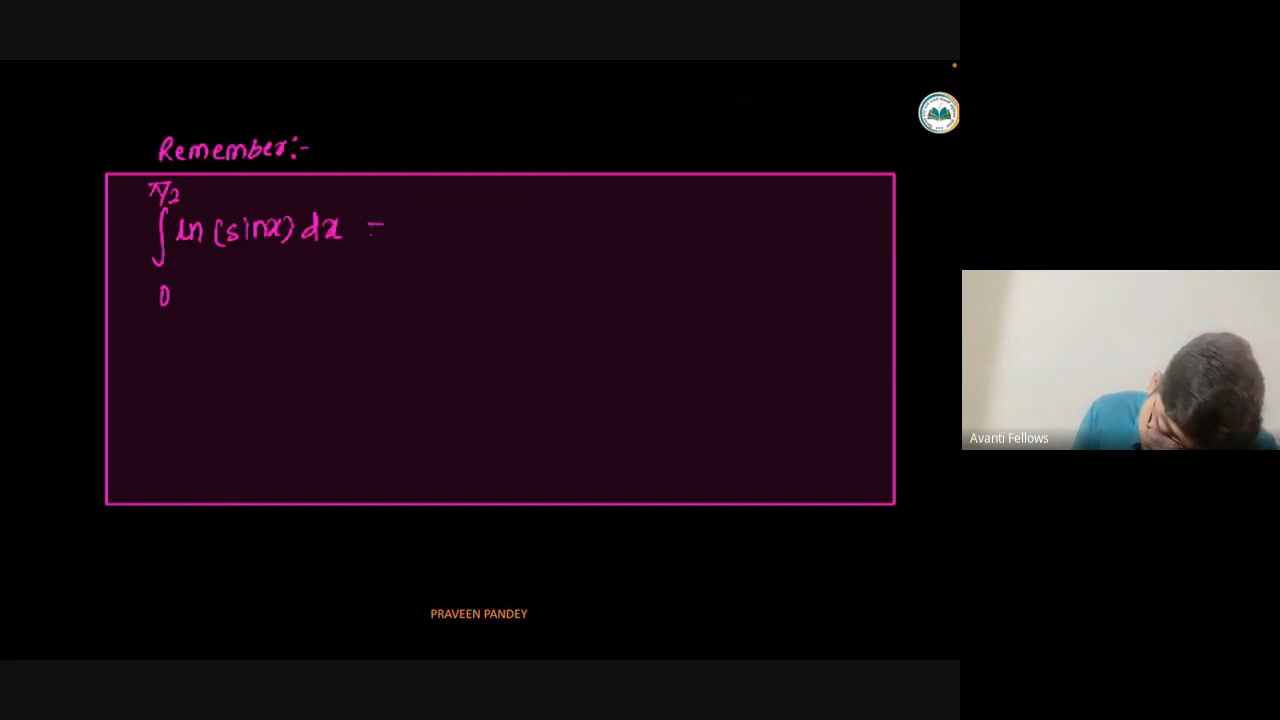 Remember:-
π/2
∫ ln (sinx) dx =
0
Avanti Fellows
PRAVEEN PANDEY